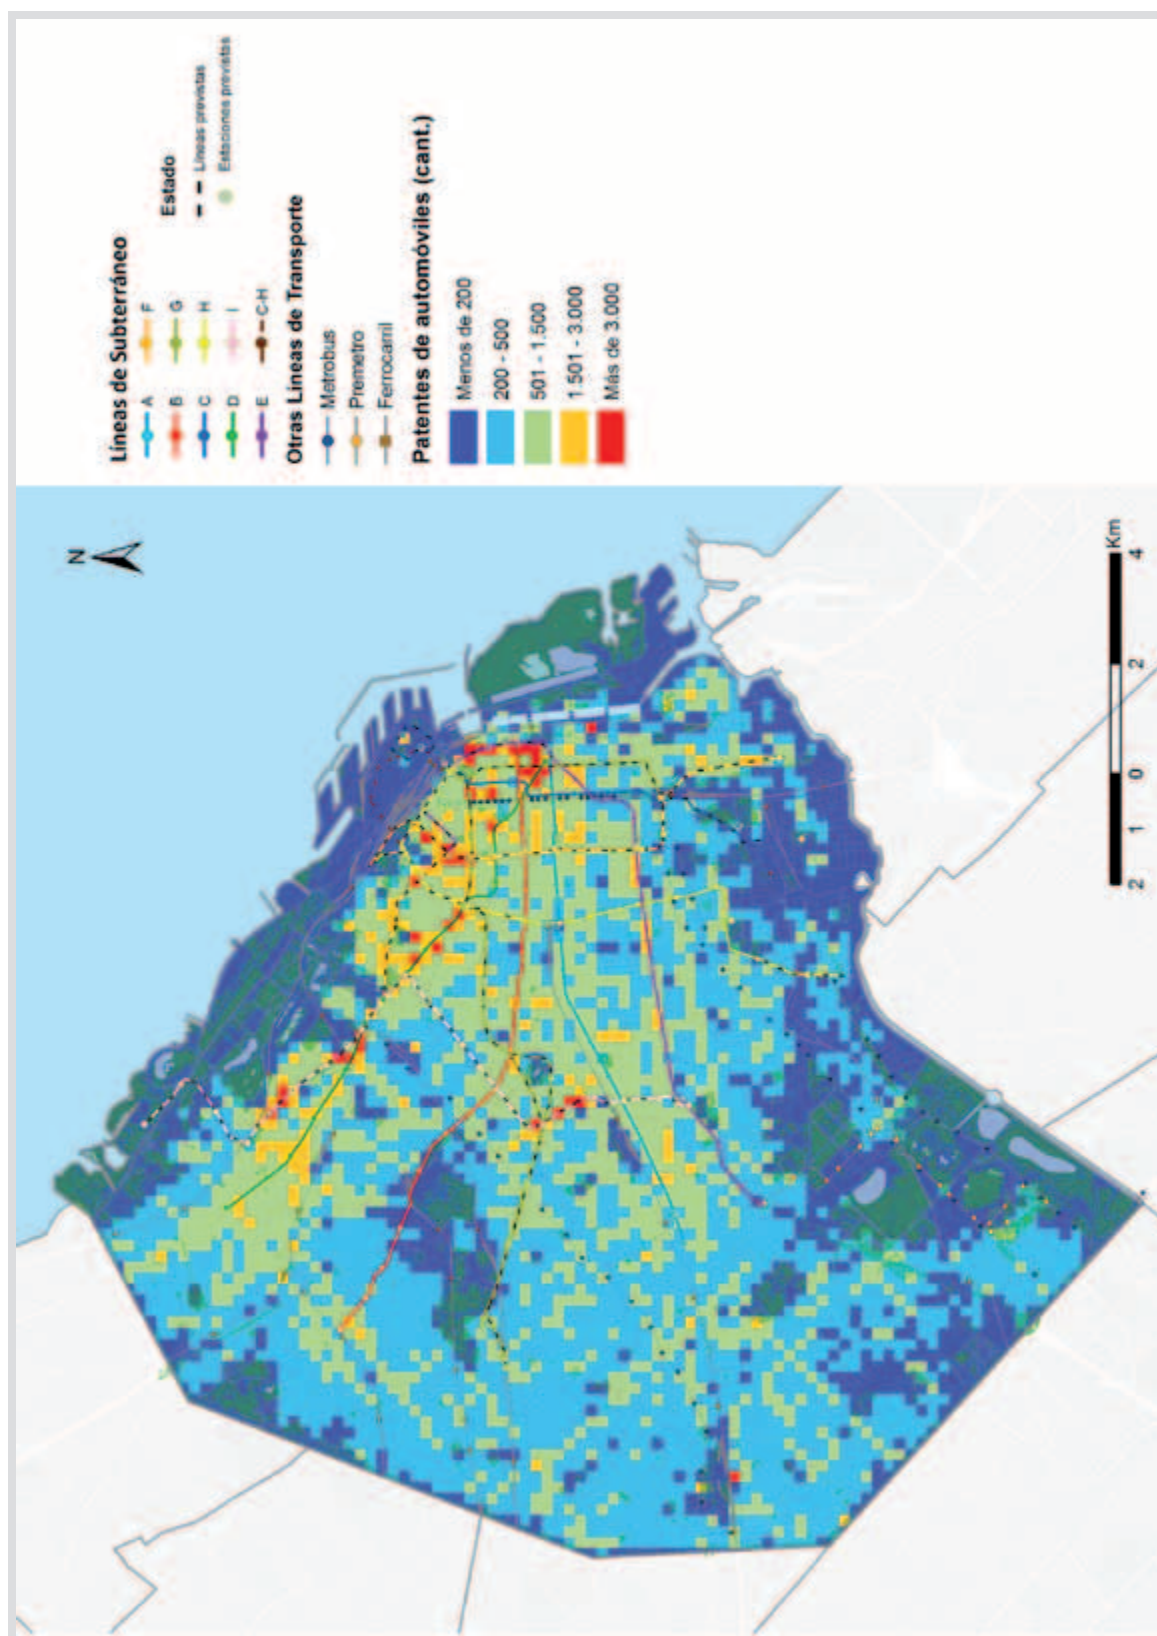 Líneas de Subterráneo
A
B
C
D
E
F
G
H
I
C-H
Estado
Líneas previstas
Estaciones previstas
Otras Líneas de Transporte
Metrobus
Premetro
Ferrocarril
Patentes de automóviles (cant.)
Menos de 200
200 - 500
501 - 1.500
1.501 - 3.000
Más de 3.000
N
Km
2 1 0 2 4